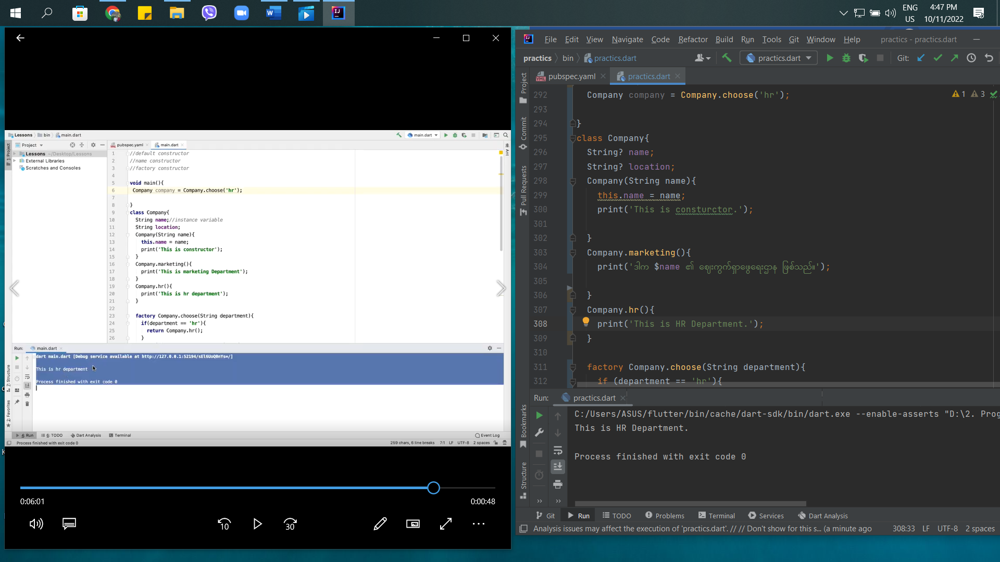 ENG
US
4:47 PM
10/11/2022
Lessons bin main.dart
main.dart
Project
pubspec.yaml
main.dart
Lessons ~/Desktop/Lessons
External Libraries
Scratches and Consoles
1: Project
Ant
1 //default constructor
2 //name constructor
3 //factory constructor
4
5 void main(){
6 Company company = Company.choose('hr');
7
8 }
9 class Company{
10 String name;//instance variable
11 String location;
12 Company(String name){
13 this.name = name;
14 print('This is constructor');
15 }
16 Company.marketing(){
17 print('This is marketing Department');
18 }
19 Company.hr(){
20 print('This is hr department');
21 }
22
23 factory Company.choose(String department){
24 if(department == 'hr'){
25 return Company.hr();
26 }
Run: main.dart
dart main.dart [Debug service available at http://127.0.0.1:52194/sEl6UoQ0nYs=/]
This is hr department
Process finished with exit code 0
7: Structure
2: Favorites
4: Run 6: TODO Dart Analysis Terminal Event Log
Process finished with exit code 0
259 chars, 6 line breaks 7:1 LF UTF-8 2 spaces
0:06:01
0:00:48
10
30
File Edit View Navigate Code Refactor Build Run Tools Git Window Help practics - practics.dart
practics bin practics.dart
practics.dart
Git:
pubspec.yaml practics.dart
Project
Commit
Pull Requests
Bookmarks
Structure
1 3
292 Company company = Company.choose('hr');
293
294 }
295 class Company{
296 String? name;
297 String? location;
298 Company(String name){
299 this.name = name;
300 print('This is consturctor.');
301
302 }
303 Company.marketing(){
304 print('ဒါက $name ၏ ဈေးကွက်ရှာဖွေရေးဌာန ဖြစ်သည်။');
305
306 }
307 Company.hr(){
308 print('This is HR Department.');
309 }
310
311 factory Company.choose(String department){
312 if (department == 'hr'){
Run: practics.dart
C:/Users/ASUS/flutter/bin/cache/dart-sdk/bin/dart.exe --enable-asserts "D:\2. Prog
This is HR Department.
Process finished with exit code 0
Git Run TODO Problems Terminal Services Dart Analysis
Analysis issues may affect the execution of 'practics.dart'. // // Don't show for this s... (a minute ago
308:33 LF UTF-8 2 spaces